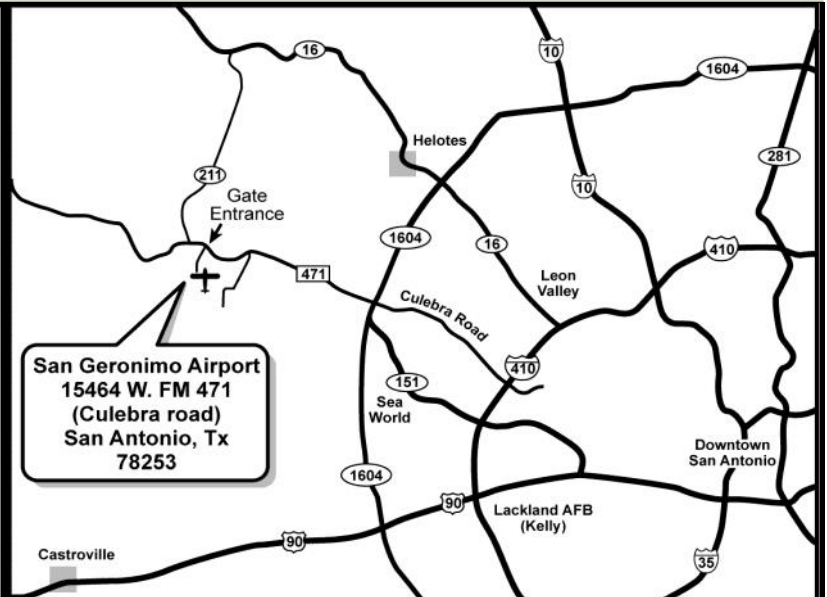 10
16
1604
Helotes
281
211
10
Gate
Entrance
1604
16
410
471
Leon
Valley
Culebra Road
San Geronimo Airport
15464 W. FM 471
(Culebra road)
San Antonio, Tx
78253
410
151
Sea
World
Downtown
San Antonio
1604
90
Lackland AFB
(Kelly)
90
Castroville
35